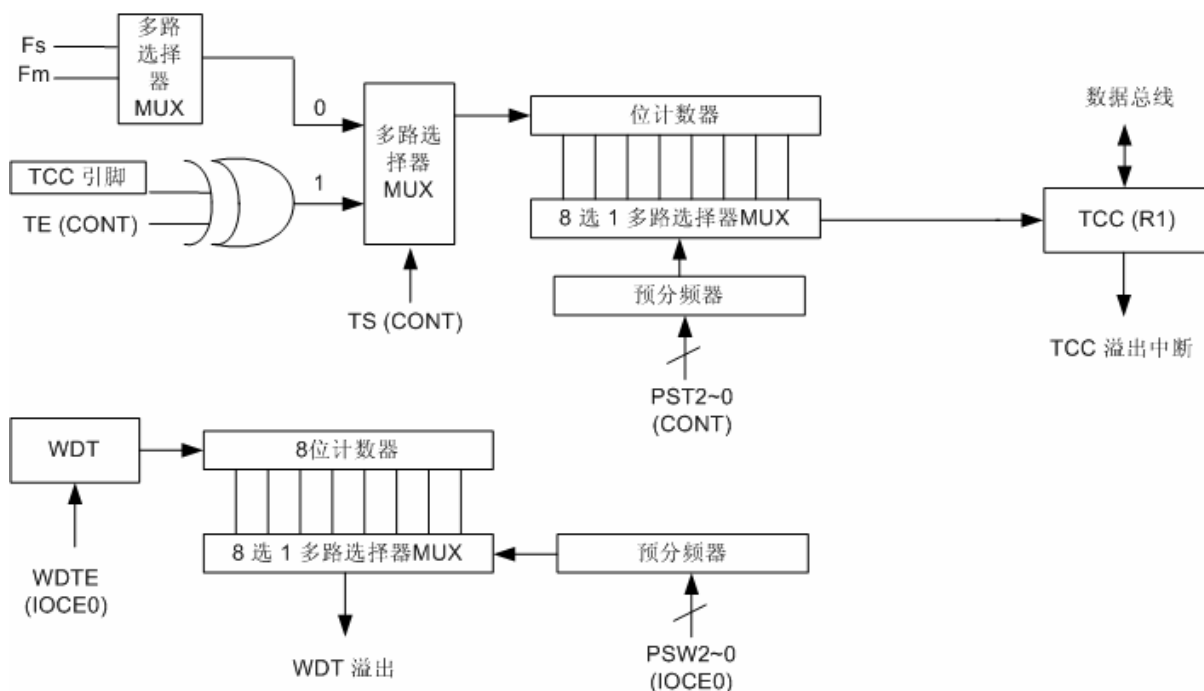 Fs
Fm
多路
选择
器
MUX
0
TCC 引脚
TE (CONT)
1
多路选
择器
MUX
TS (CONT)
位计数器
8 选 1 多路选择器MUX
预分频器
PST2~0
(CONT)
数据总线
TCC (R1)
TCC 溢出中断
WDT
WDTE
(IOCE0)
8位计数器
8 选 1 多路选择器MUX
WDT 溢出
预分频器
PSW2~0
(IOCE0)